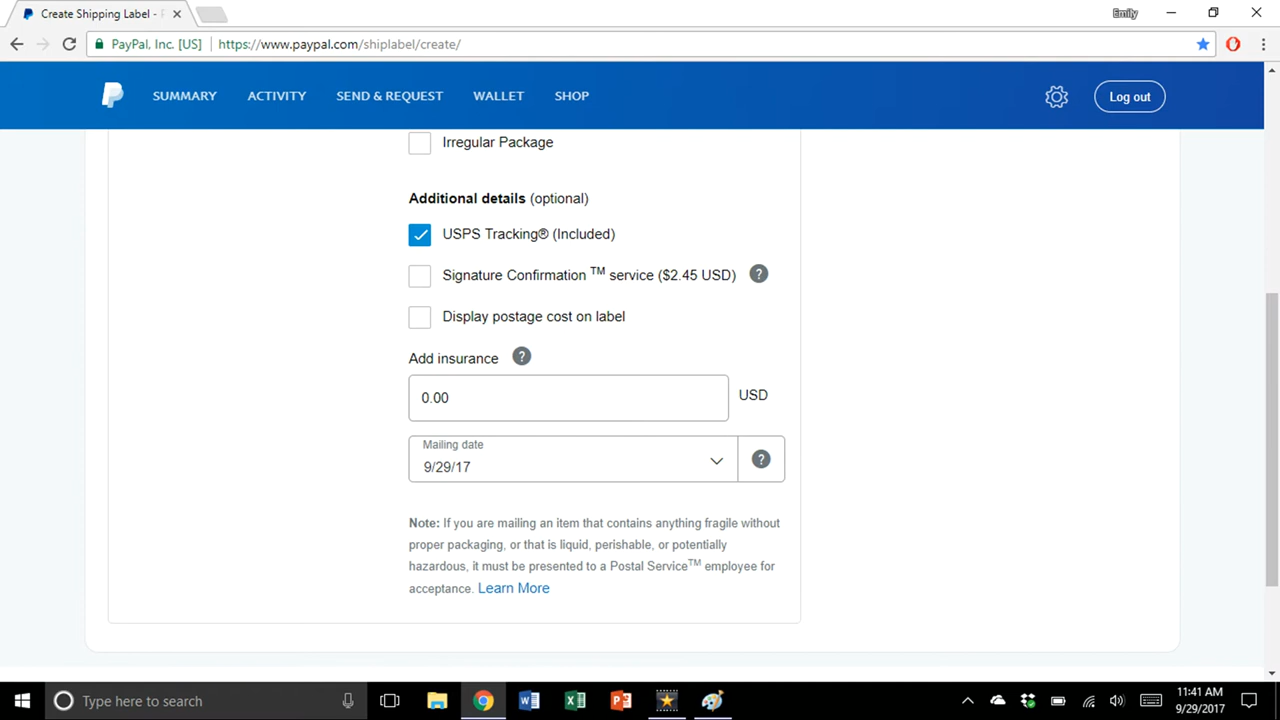 Create Shipping Label -
Emily
PayPal, Inc. [US] https://www.paypal.com/shiplabel/create/
SUMMARY ACTIVITY SEND & REQUEST WALLET SHOP Log out
Irregular Package
Additional details (optional)
USPS Tracking® (Included)
Signature Confirmation ™ service ($2.45 USD) ?
Display postage cost on label
Add insurance ?
0.00 USD
Mailing date
9/29/17 ?
Note: If you are mailing an item that contains anything fragile without
proper packaging, or that is liquid, perishable, or potentially
hazardous, it must be presented to a Postal Service™ employee for
acceptance. Learn More
Type here to search
11:41 AM
9/29/2017